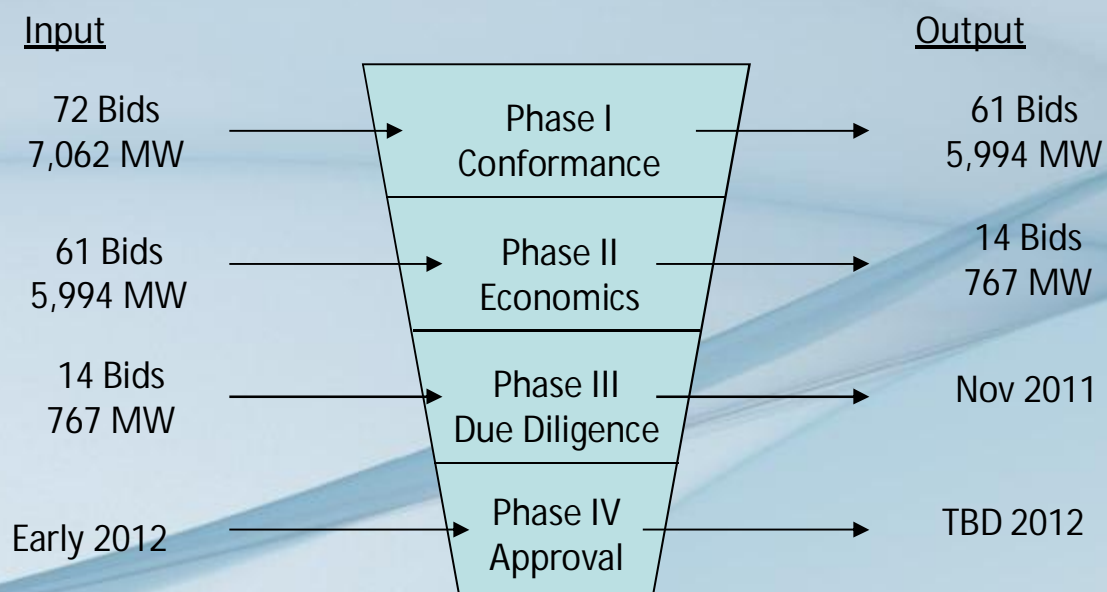 Input
Output
72 Bids
7,062 MW
Phase I
Conformance
61 Bids
5,994 MW
61 Bids
5,994 MW
Phase II
Economics
14 Bids
767 MW
14 Bids
767 MW
Phase III
Due Diligence
Nov 2011
Early 2012
Phase IV
Approval
TBD 2012